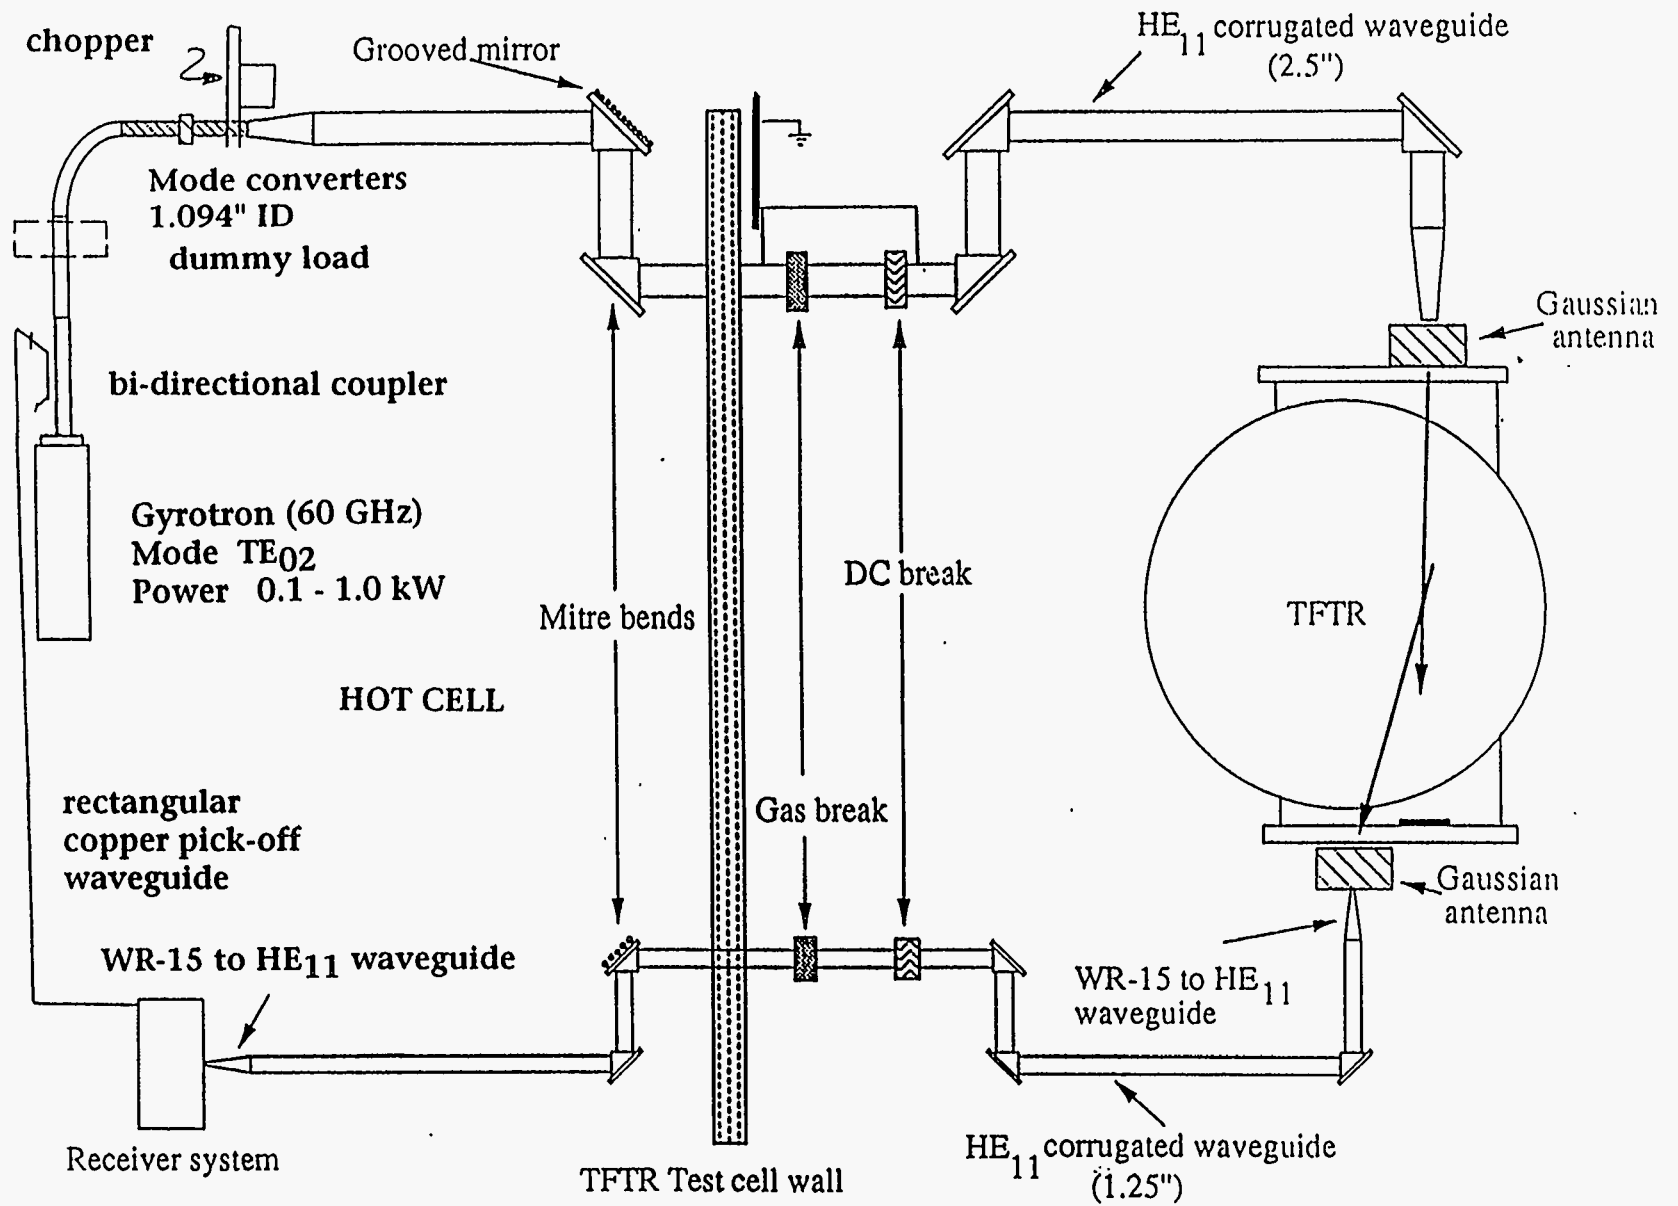 chopper
Grooved mirror
HE11 corrugated waveguide
(2.5")
Mode converters
1.094" ID
dummy load
Gaussian
antenna
bi-directional coupler
Gyrotron (60 GHz)
Mode TE02
Power 0.1 - 1.0 kW
DC break
Mitre bends
TFTR
HOT CELL
rectangular
copper pick-off
waveguide
Gas break
Gaussian
antenna
WR-15 to HE11 waveguide
WR-15 to HE11
waveguide
Receiver system
TFTR Test cell wall
HE11 corrugated waveguide
(1.25")